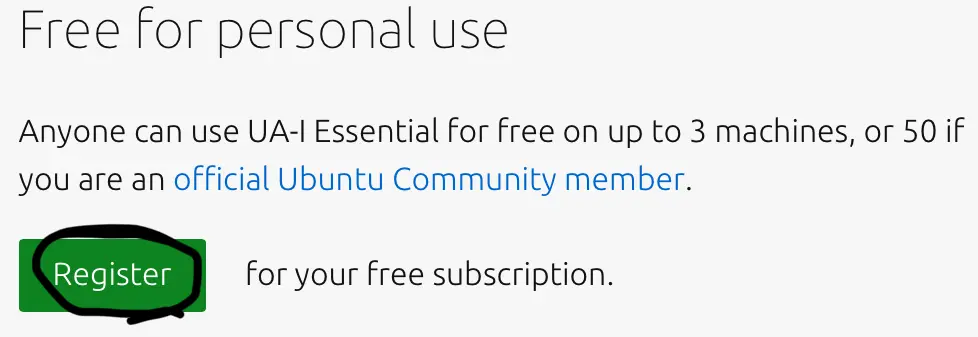 Free for personal use
Anyone can use UA-I Essential for free on up to 3 machines, or 50 if
you are an official Ubuntu Community member.
Register for your free subscription.